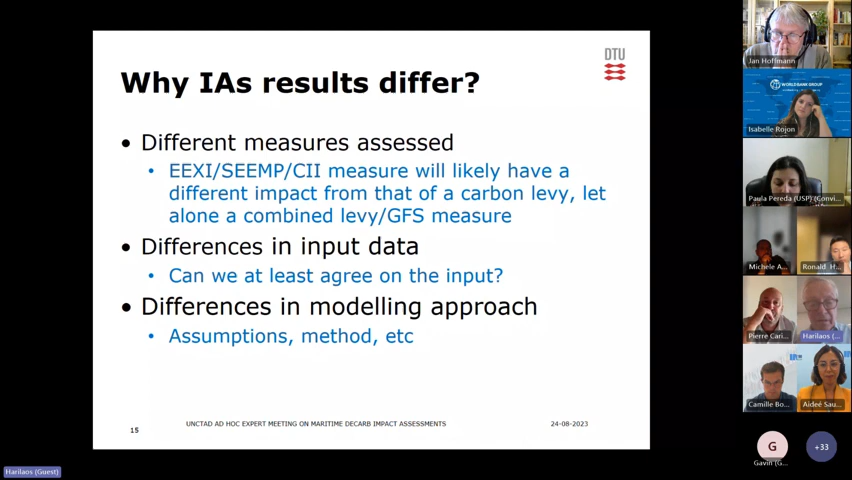 DTU
Why IAs results differ?
• Different measures assessed
• EEXI/SEEMP/CII measure will likely have a
different impact from that of a carbon levy, let
alone a combined levy/GFS measure
• Differences in input data
• Can we at least agree on the input?
• Differences in modelling approach
• Assumptions, method, etc
15
UNCTAD AD HOC EXPERT MEETING ON MARITIME DECARB IMPACT ASSESSMENTS
24-08-2023
Harilaos (Guest)
Jan Hoffmann
WORLD BANK GROUP
Isabelle Rojon
Paula Pereda (USP) (Convi...
Michele A...
Ronald H...
Pierre Cari...
Harilaos (...
Camille Bo...
Aideé Sau...
G
Gavin (G...
+33